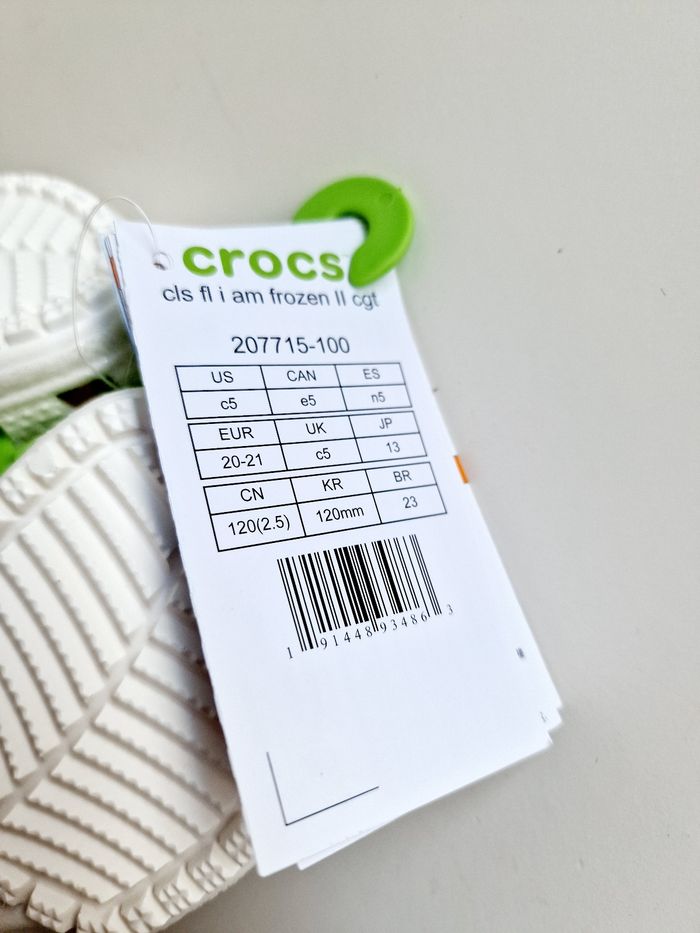 crocs
cls fl i am frozen II cgt
207715-100
US CAN ES
c5 e5 n5
EUR UK JP
20-21 c5 13
CN KR BR
120(2.5) 120mm 23
1 91448 93486 3